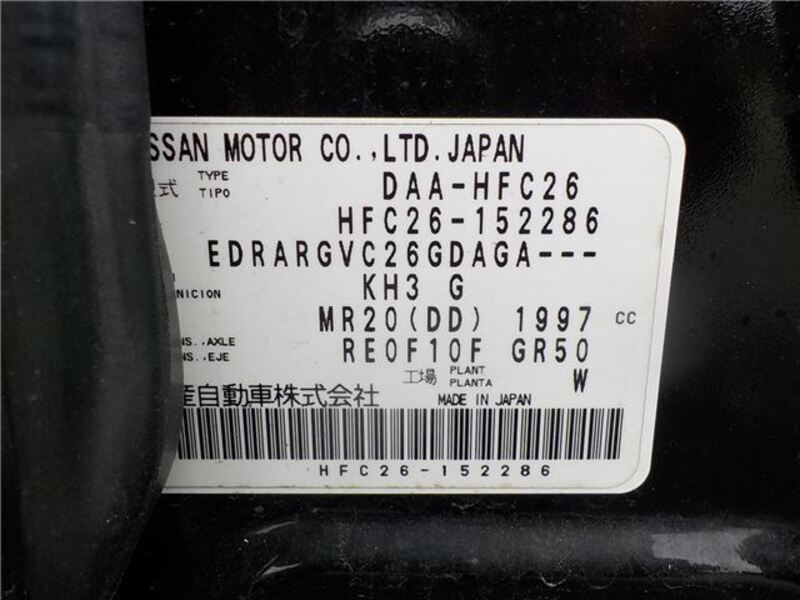 SSAN MOTOR CO.,LTD.JAPAN
式 TYPE TIPO DAA-HFC26
HFC26-152286
EDRARGVC26GDAGA---
NICION KH3 G
MR20(DD) 1997 CC
NS.,AXLE NS.,EJE RE0F10F GR50
工場 PLANT PLANTA W
産自動車株式会社 MADE IN JAPAN
HFC26-152286